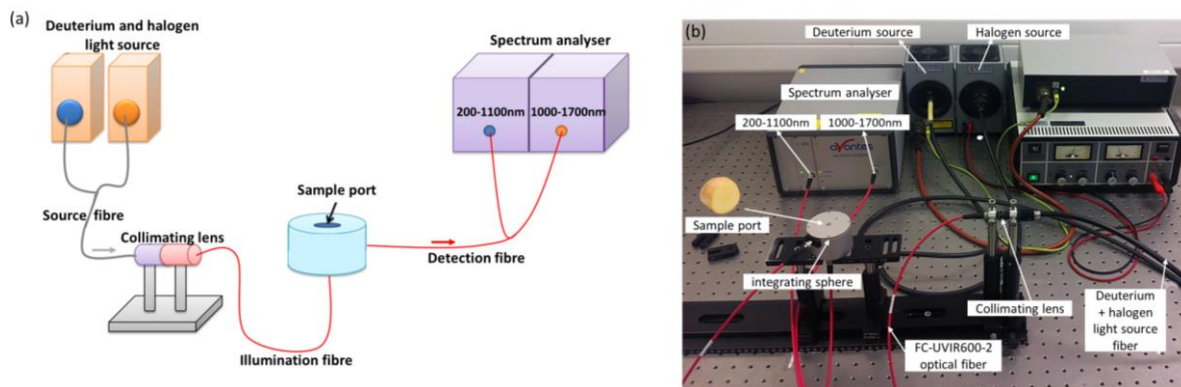 (a)
Deuterium and halogen
light source
Spectrum analyser
200-1100nm
1000-1700nm
Sample port
Source fibre
Collimating lens
Detection fibre
Illumination fibre
(b)
Deuterium source
Halogen source
Spectrum analyser
200-1100nm
1000-1700nm
avantes
Sample port
integrating sphere
Collimating lens
FC-UVIR600-2
optical fiber
Deuterium
+ halogen
light source
fiber